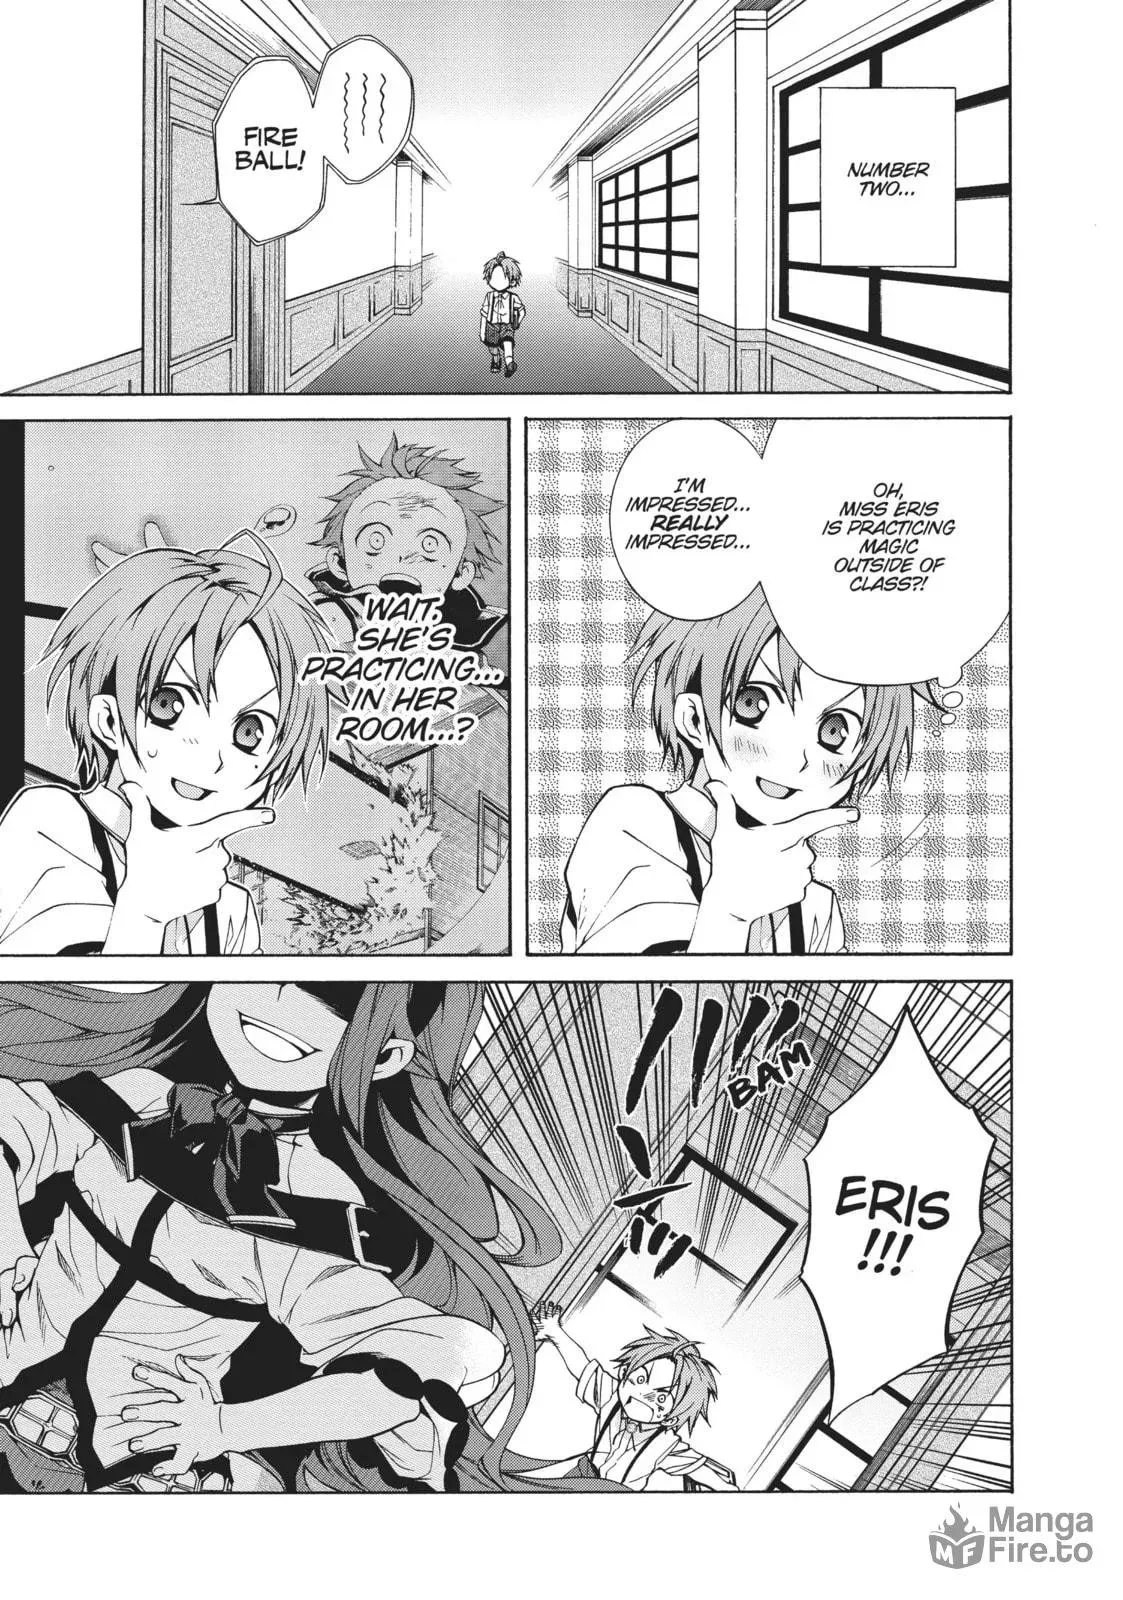 NUMBER
TWO...
FIRE
BALL!
OH,
MISS ERIS
IS PRACTICING
MAGIC
OUTSIDE OF
CLASS?!
I'M
IMPRESSED...
REALLY
IMPRESSED...
WAIT.
SHE'S
PRACTICING...
IN HER
ROOM...?
BAM
ERIS
!!!
MF
Manga
Fire.to